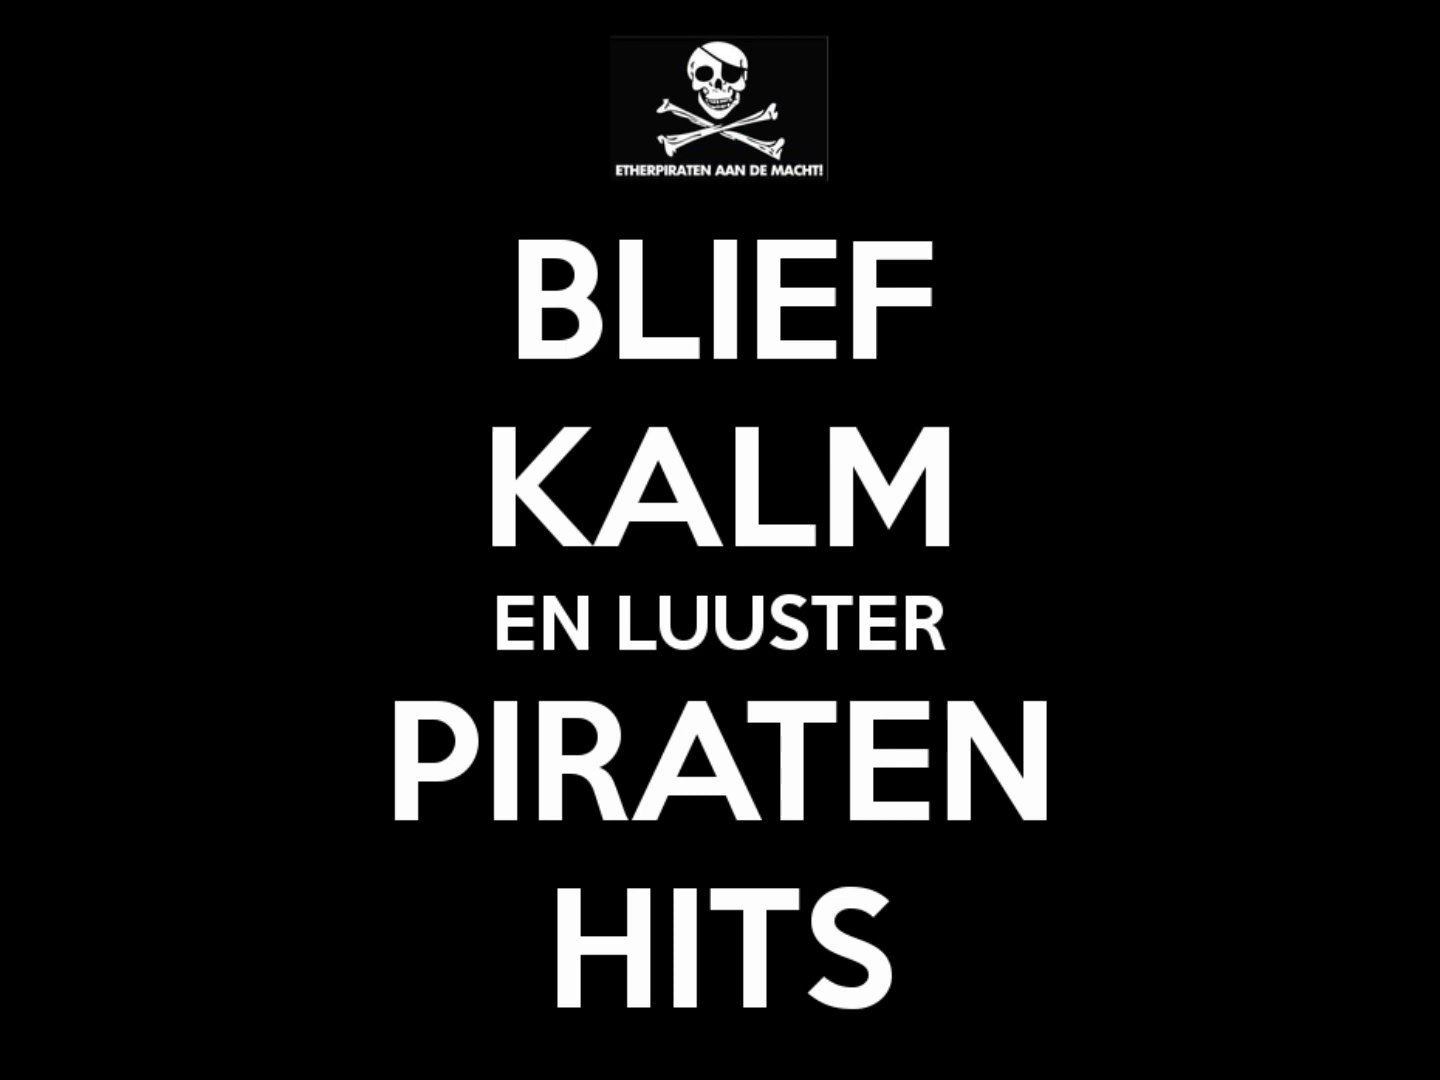 ETHERPIRATEN AAN DE MACHT!
BLIEF
KALM
EN LUUSTER
PIRATEN
HITS